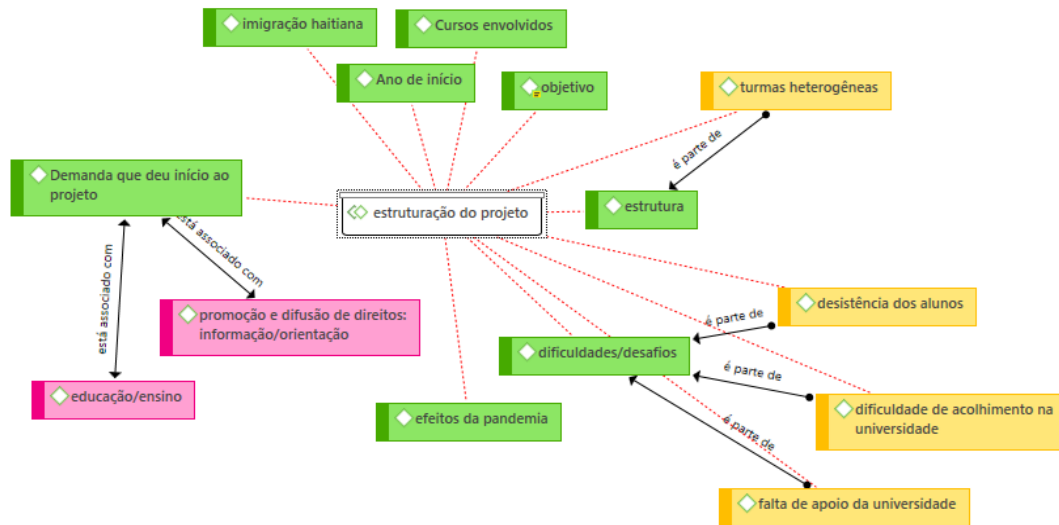 imigração haitiana
Cursos envolvidos
Ano de início
objetivo
turmas heterogêneas
é parte de
Demanda que deu início ao
projeto
estruturação do projeto
estrutura
está associado com
está associado com
promoção e difusão de direitos:
informação/orientação
educação/ensino
desistência dos alunos
é parte de
dificuldades/desafios
é parte de
efeitos da pandemia
dificuldade de acolhimento na
universidade
é parte de
falta de apoio da universidade